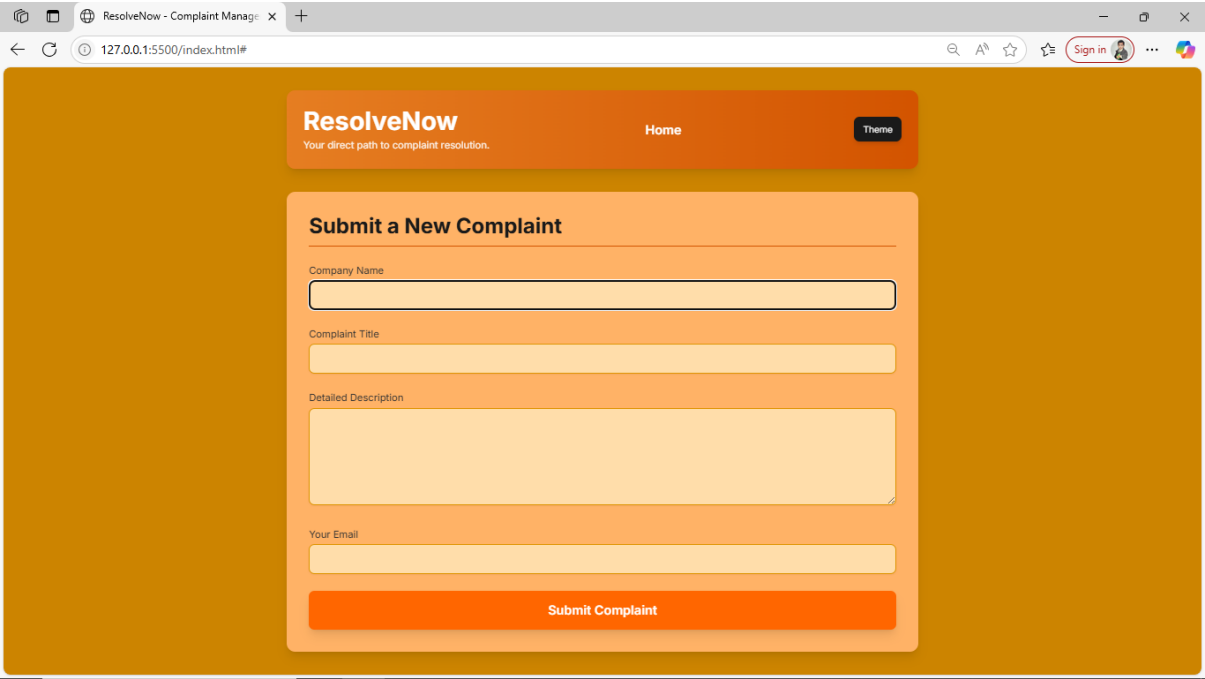 ResolveNow - Complaint Manage
127.0.0.1:5500/index.html#
Sign in
ResolveNow
Your direct path to complaint resolution.
Home
Theme
Submit a New Complaint
Company Name
Complaint Title
Detailed Description
Your Email
Submit Complaint